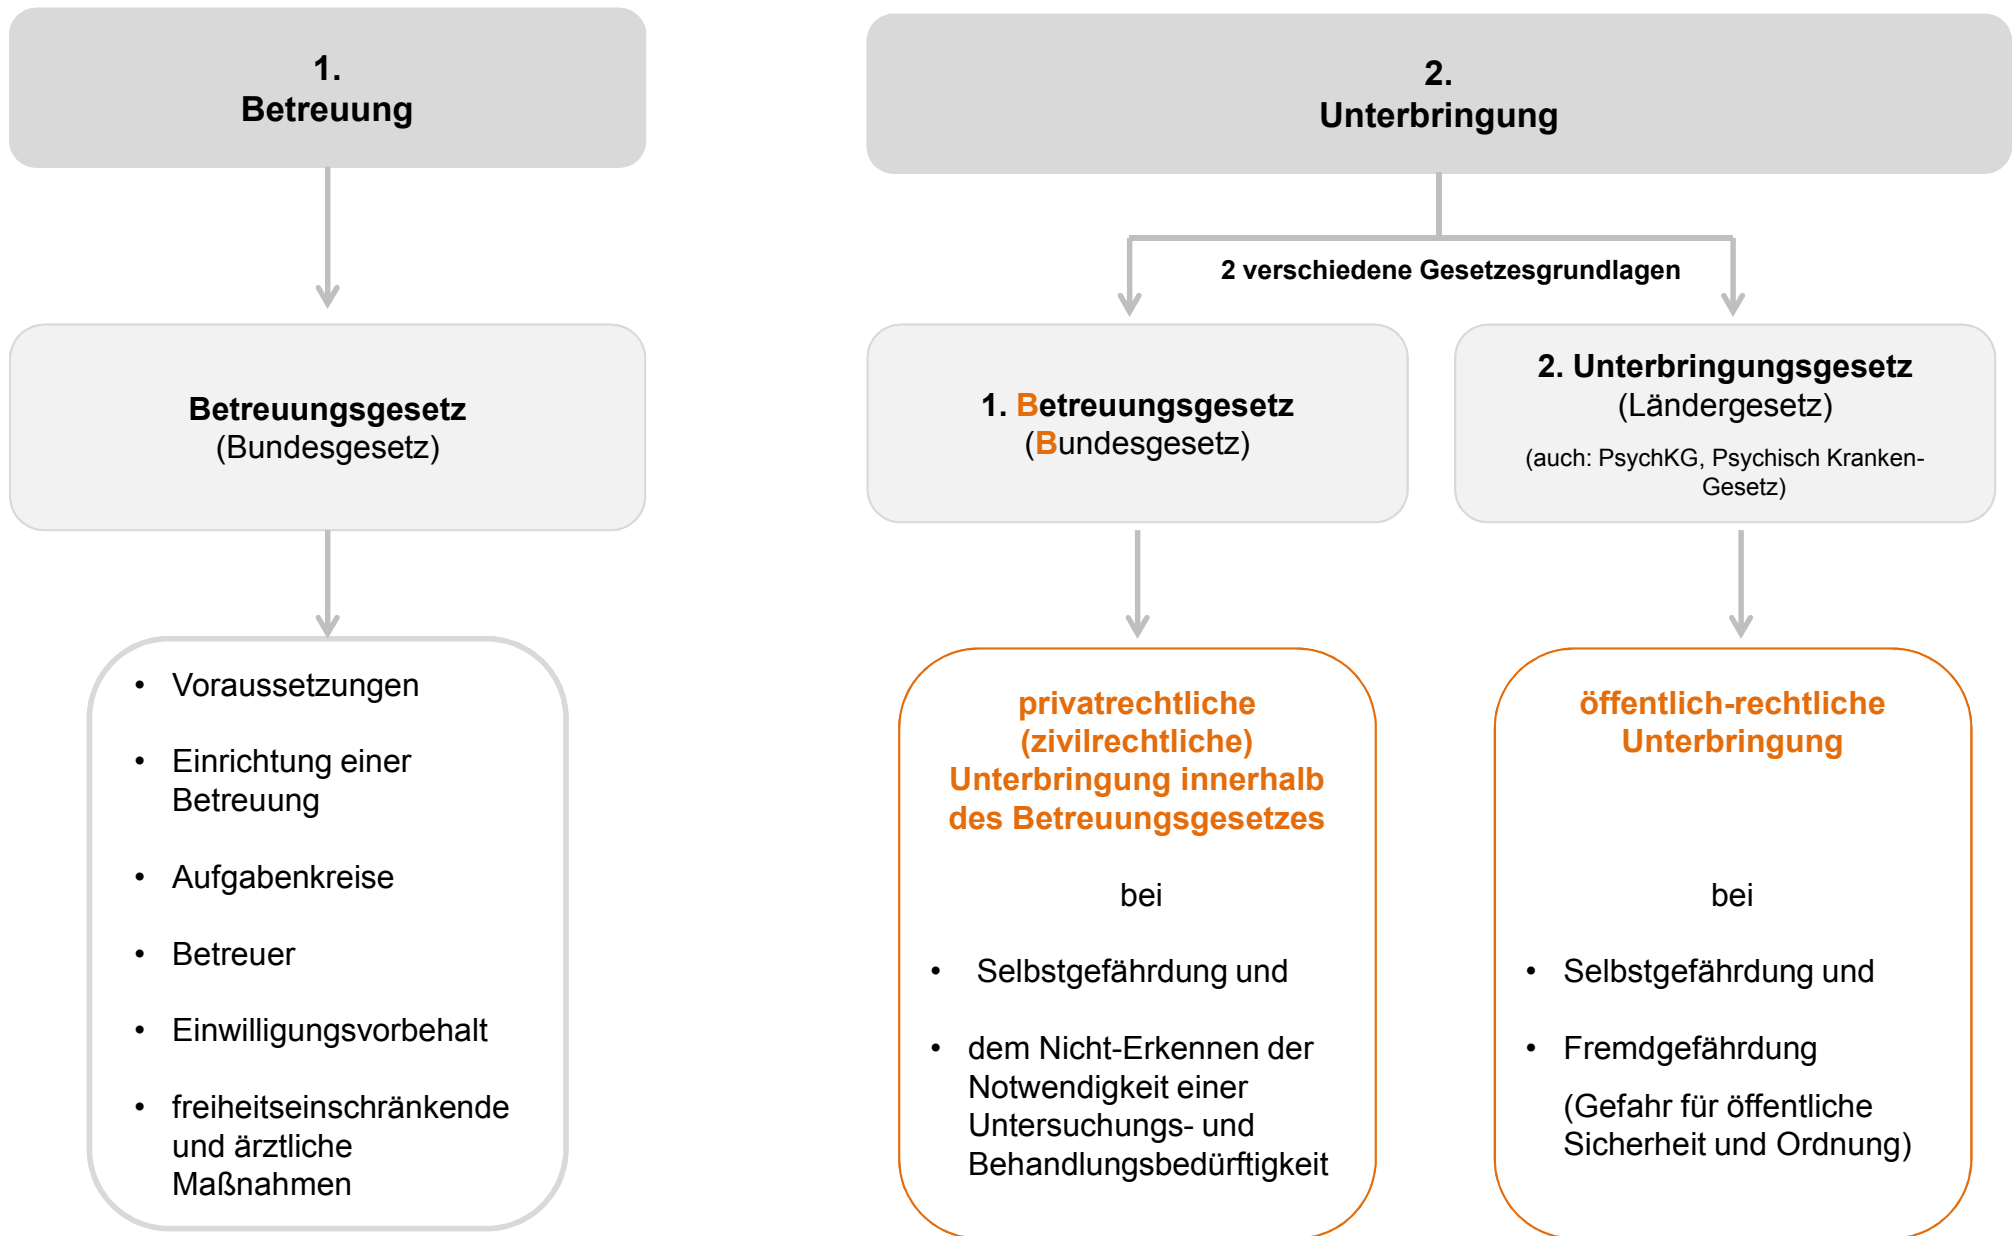 1.
Betreuung
Betreuungsgesetz
(Bundesgesetz)
• Voraussetzungen
• Einrichtung einer
Betreuung
• Aufgabenkreise
• Betreuer
• Einwilligungsvorbehalt
• freiheitseinschränkende
und ärztliche
Maßnahmen
2.
Unterbringung
2 verschiedene Gesetzesgrundlagen
1. Betreuungsgesetz
(Bundesgesetz)
privatrechtliche
(zivilrechtliche)
Unterbringung innerhalb
des Betreuungsgesetzes
bei
• Selbstgefährdung und
• dem Nicht-Erkennen der
Notwendigkeit einer
Untersuchungs- und
Behandlungsbedürftigkeit
2. Unterbringungsgesetz
(Ländergesetz)
(auch: PsychKG, Psychisch Kranken-
Gesetz)
öffentlich-rechtliche
Unterbringung
bei
• Selbstgefährdung und
• Fremdgefährdung
(Gefahr für öffentliche
Sicherheit und Ordnung)